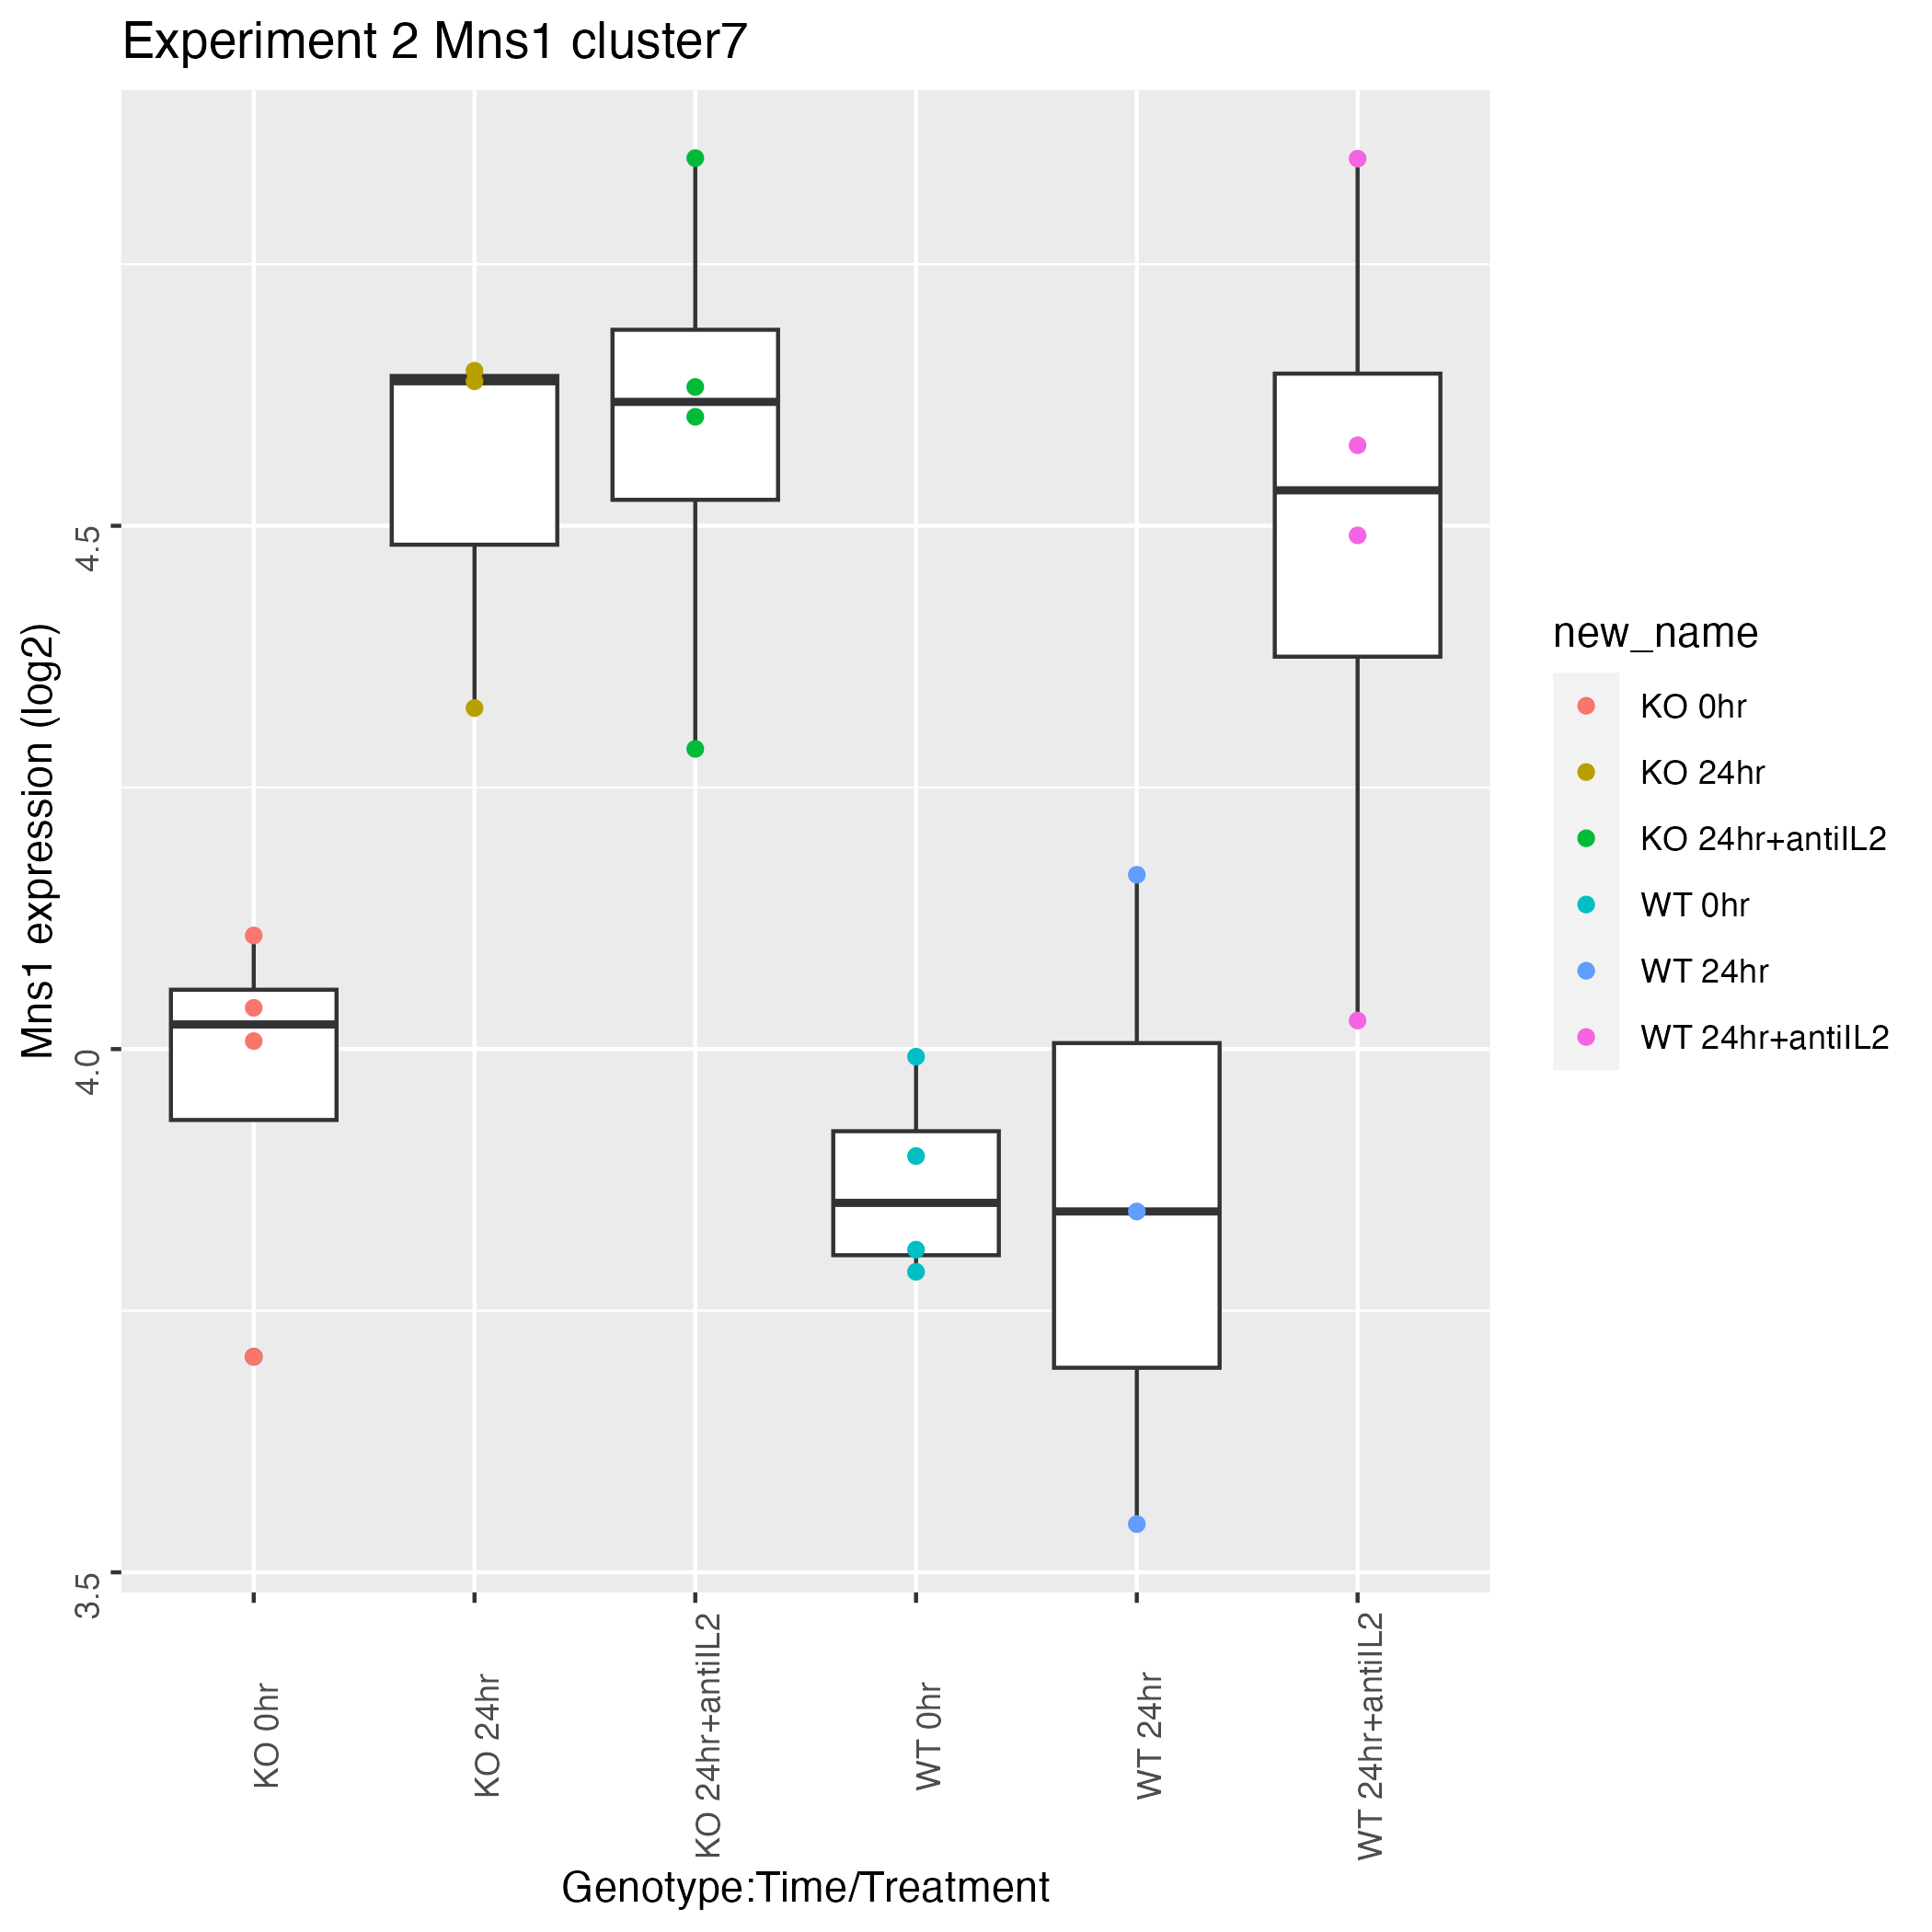 Experiment 2 Mns1 cluster7
Mns1 expression (log2)
4.5
4.0
3.5
KO 0hr
KO 24hr
KO 24hr+antiIL2
WT 0hr
WT 24hr
WT 24hr+antiIL2
Genotype:Time/Treatment
new_name
KO 0hr
KO 24hr
KO 24hr+antiIL2
WT 0hr
WT 24hr
WT 24hr+antiIL2